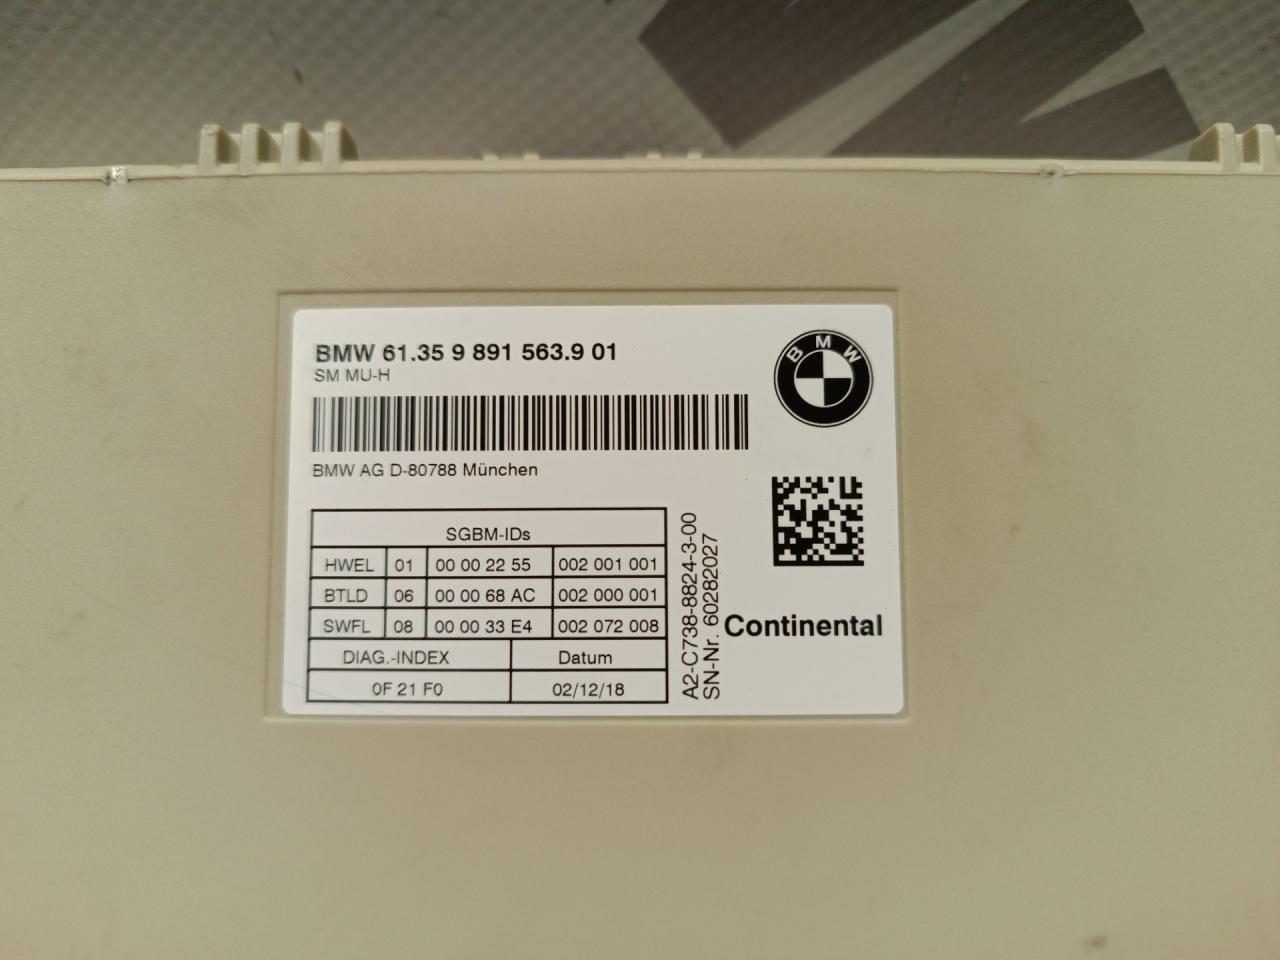 BMW 61.35 9 891 563.9 01
SM MU-H
BMW
BMW AG D-80788 München
SGBM-IDs
HWEL 01 00 00 22 55 002 001 001
BTLD 06 00 00 68 AC 002 000 001
SWFL 08 00 00 33 E4 002 072 008
DIAG.-INDEX Datum
0F 21 F0 02/12/18
A2-C738-8824-3-00
SN-Nr. 60282027
Continental